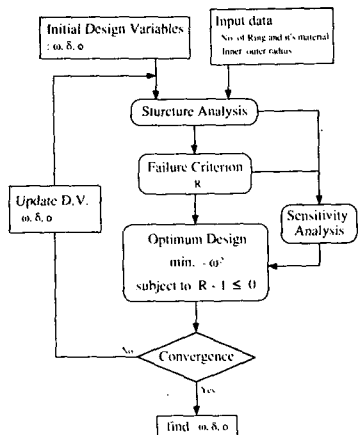 Initial Design Variables
: ω, δ, ο
Input data
No. of Ring and it's material
Inner outer radius
Sturcture Analysis
Failure Criterion
R
Update D.V.
ω, δ, ο
Sensitivity
Analysis
Optimum Design
min. - ω²
subject to R - 1 ≤ 0
No
Convergence
Yes
find ω, δ, ο